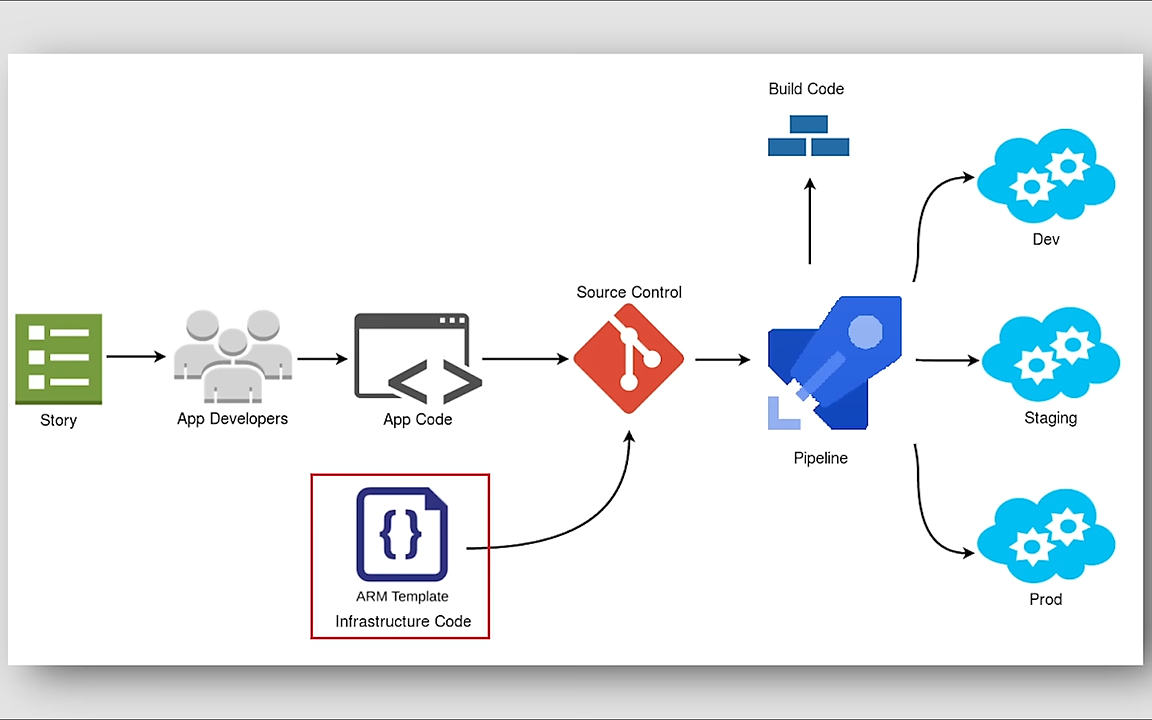 Build Code
Dev
Source Control
Story
App Developers
App Code
Pipeline
Staging
{}
ARM Template
Infrastructure Code
Prod